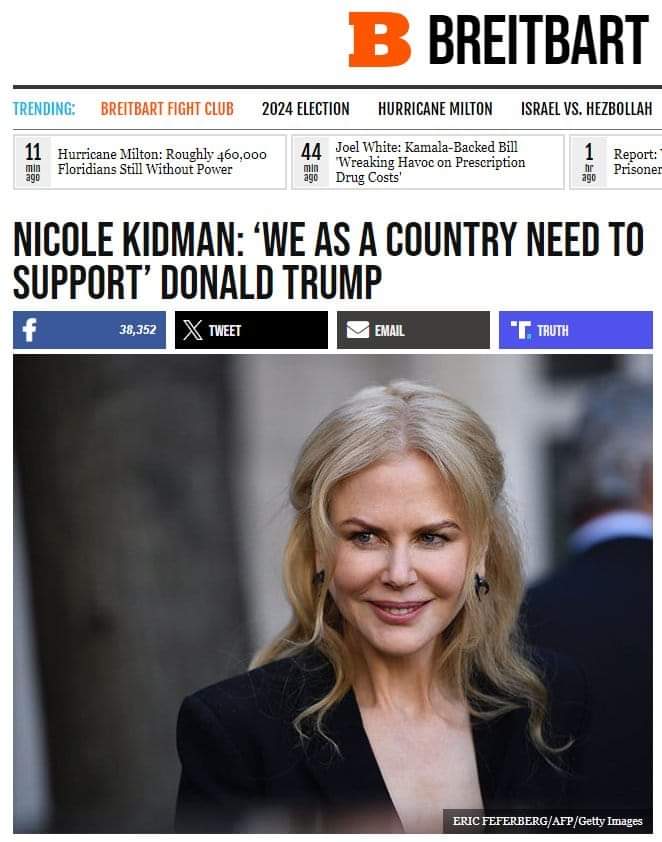 B BREITBART
TRENDING: BREITBART FIGHT CLUB 2024 ELECTION HURRICANE MILTON ISRAEL VS. HEZBOLLAH
11 min ago
Hurricane Milton: Roughly 460,000
Floridians Still Without Power
44 min ago
Joel White: Kamala-Backed Bill
'Wreaking Havoc on Prescription
Drug Costs'
1 hr ago
Report:
Prisoner
NICOLE KIDMAN: ‘WE AS A COUNTRY NEED TO
SUPPORT’ DONALD TRUMP
f 38,352 X TWEET EMAIL T. TRUTH
ERIC FEFERBERG/AFP/Getty Images